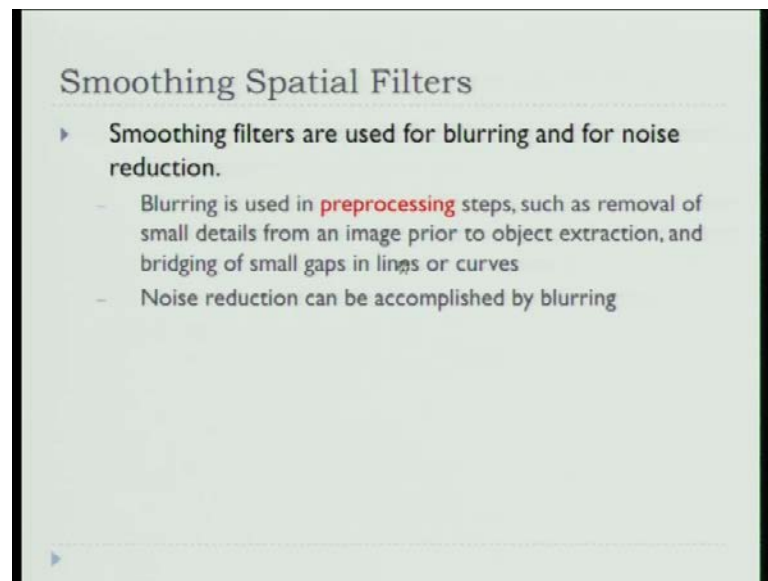 Smoothing Spatial Filters
Smoothing filters are used for blurring and for noise
reduction.
Blurring is used in preprocessing steps, such as removal of
small details from an image prior to object extraction, and
bridging of small gaps in lines or curves
Noise reduction can be accomplished by blurring